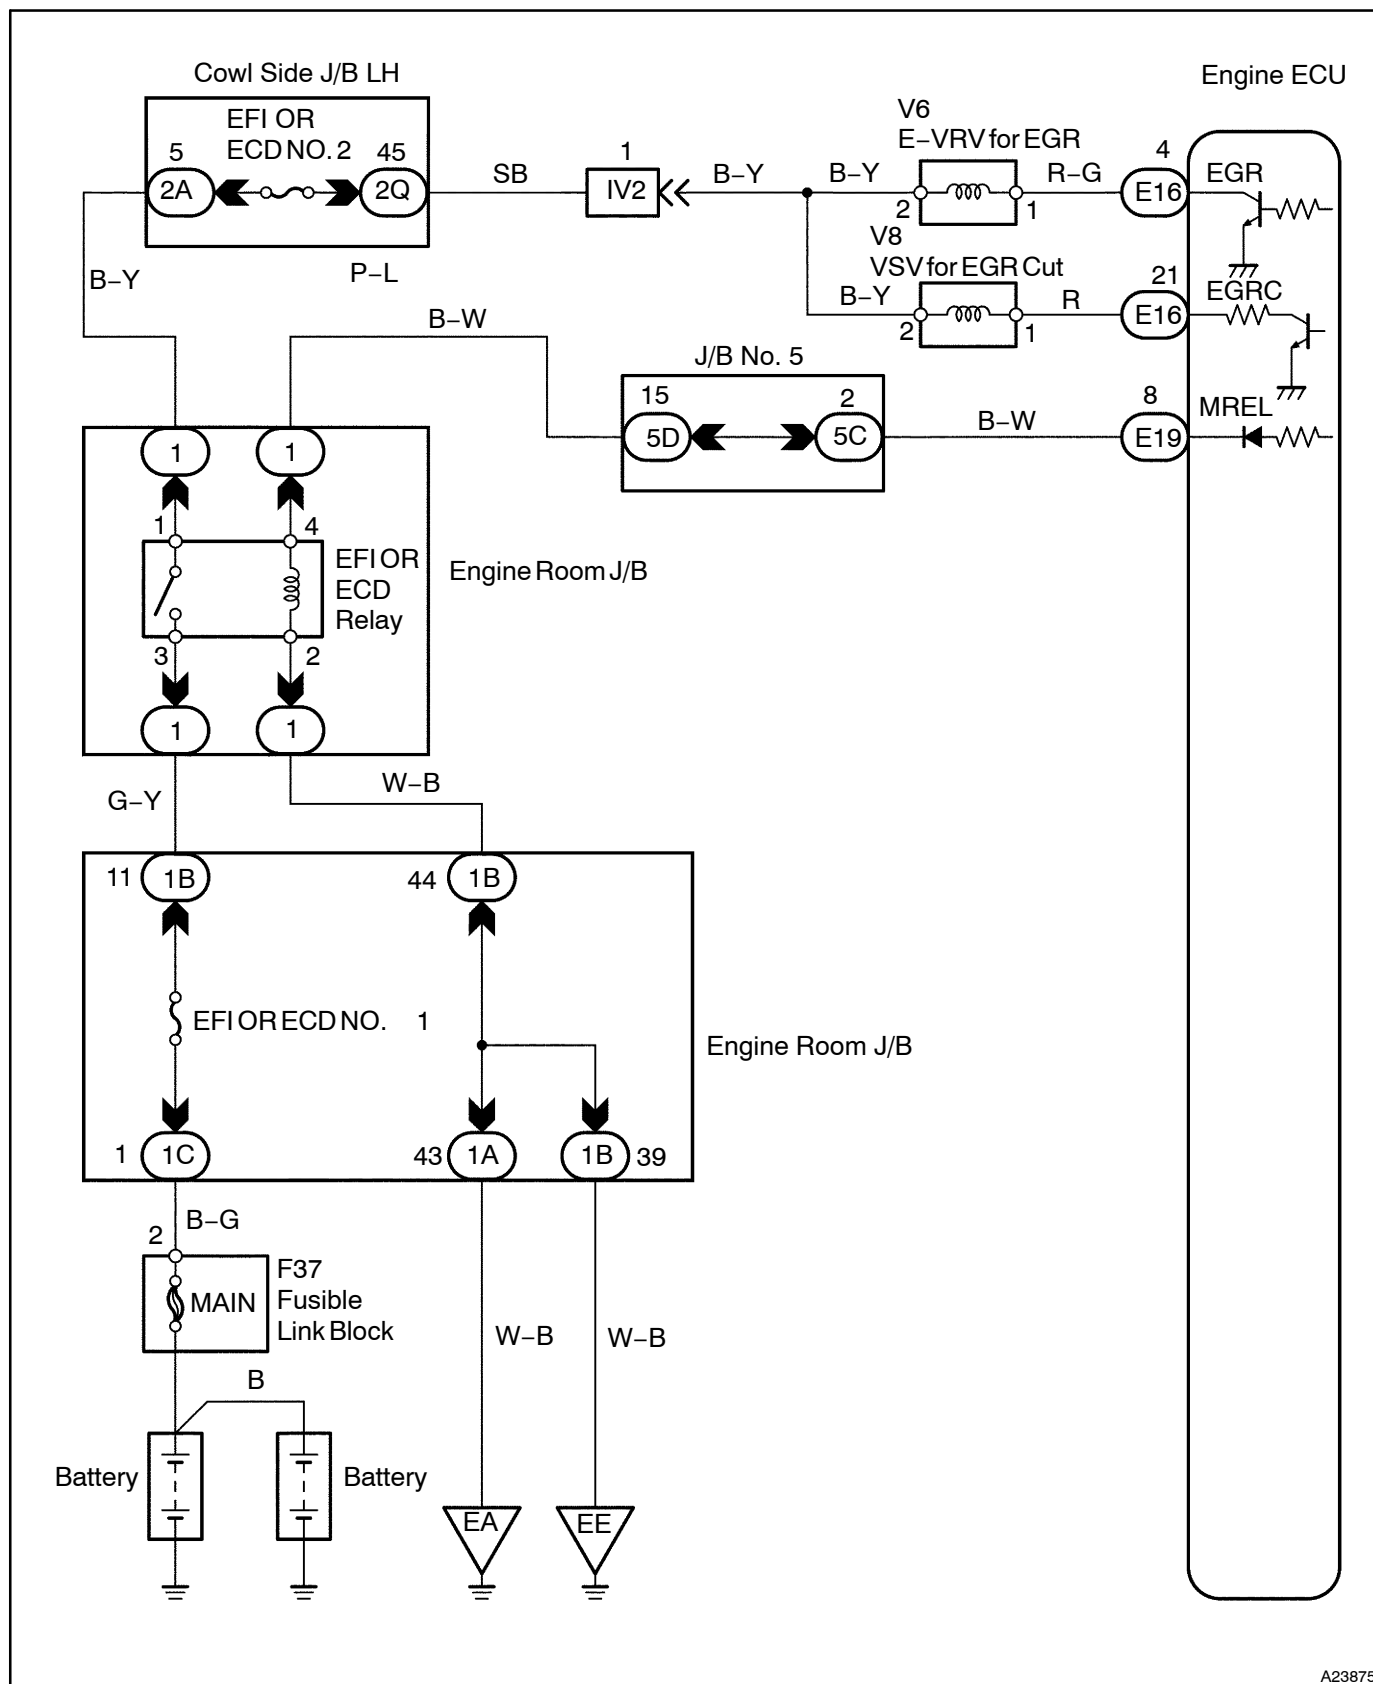 Cowl Side J/B LH
Engine ECU
EFI OR
ECD NO. 2
5
45
2A
2Q
SB
1
IV2
B–Y
B–Y
V6
E–VRV for EGR
2
1
R–G
4
E16
EGR
B–Y
P–L
V8
VSV for EGR Cut
B–Y
2
1
R
21
E16
EGRC
B–W
J/B No. 5
15
2
5D
5C
B–W
8
E19
MREL
1
1
1
4
EFI OR
ECD
Relay
Engine Room J/B
3
2
1
1
G–Y
W–B
11
1B
44
1B
EFI OR ECD NO. 1
Engine Room J/B
1
1C
43
1A
1B
39
B–G
2
MAIN
F37
Fusible
Link Block
W–B
W–B
B
Battery
Battery
EA
EE
A23875